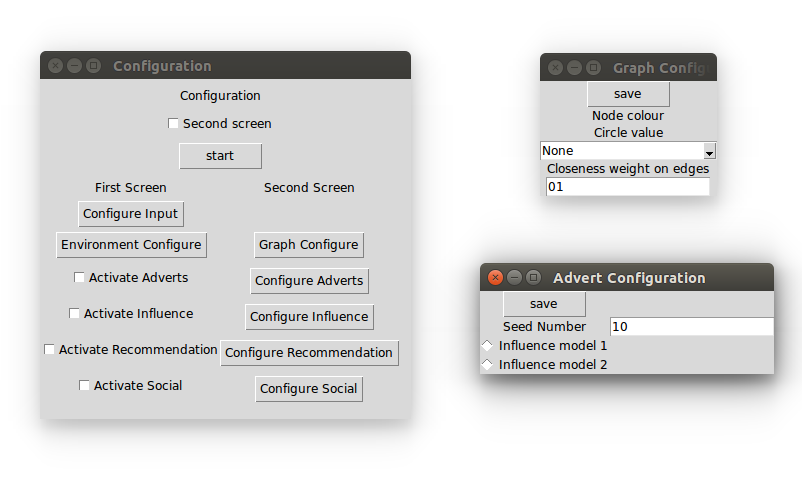 Configuration
Configuration
Second screen
start
First Screen
Second Screen
Configure Input
Environment Configure
Graph Configure
Activate Adverts
Configure Adverts
Activate Influence
Configure Influence
Activate Recommendation
Configure Recommendation
Activate Social
Configure Social
Graph Config
save
Node colour
Circle value
None
Closeness weight on edges
01
Advert Configuration
save
Seed Number
10
Influence model 1
Influence model 2